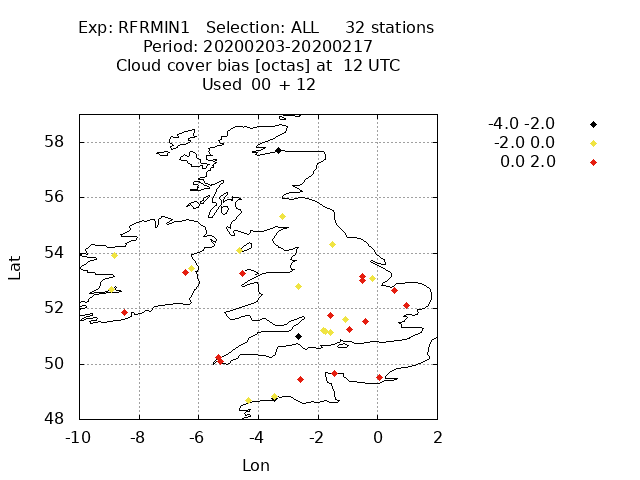 Exp: RFRMIN1 Selection: ALL 32 stations
Period: 20200203-20200217
Cloud cover bias [octas] at 12 UTC
Used 00 + 12
-4.0 -2.0
-2.0 0.0
0.0 2.0
58
56
54
52
50
48
Lat
-10 -8 -6 -4 -2 0 2
Lon